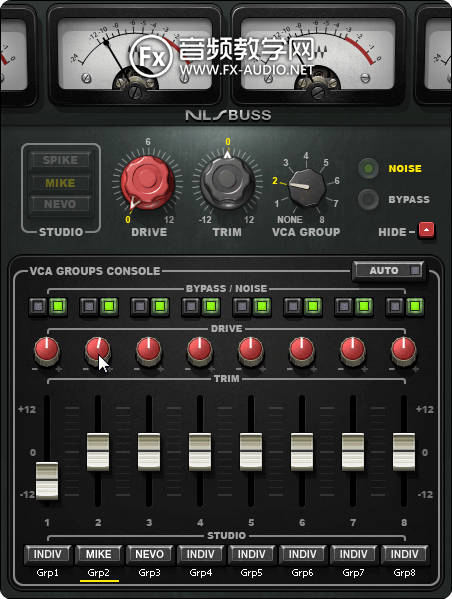 -24
0
-24
0
Fx 音频教学网
WWW.FX-AUDIO.NET
NLS BUSS
SPIKE
MIKE
NEVO
STUDIO
6
0 12
DRIVE
0
-12 12
TRIM
4
3 5
2 6
1 7
NONE 8
VCA GROUP
NOISE
BYPASS
HIDE
VCA GROUPS CONSOLE
AUTO
BYPASS / NOISE
DRIVE
- + - + - + - + - + - + - + - +
TRIM
+12 +12
0 0
-12 -12
1 2 3 4 5 6 7 8
STUDIO
INDIV MIKE NEVO INDIV INDIV INDIV INDIV INDIV
Grp1 Grp2 Grp3 Grp4 Grp5 Grp6 Grp7 Grp8